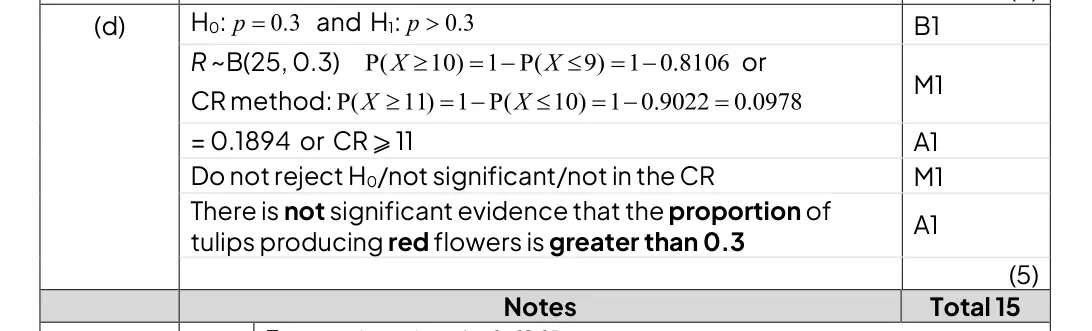 (d)
H₀: p = 0.3 and H₁: p > 0.3
B1
R ~B(25, 0.3) P(X ≥ 10) = 1 − P(X ≤ 9) = 1 − 0.8106 or
CR method: P(X ≥ 11) = 1 − P(X ≤ 10) = 1 − 0.9022 = 0.0978
M1
= 0.1894 or CR ⩾ 11
A1
Do not reject H₀/not significant/not in the CR
M1
There is not significant evidence that the proportion of
tulips producing red flowers is greater than 0.3
A1
(5)
Notes
Total 15